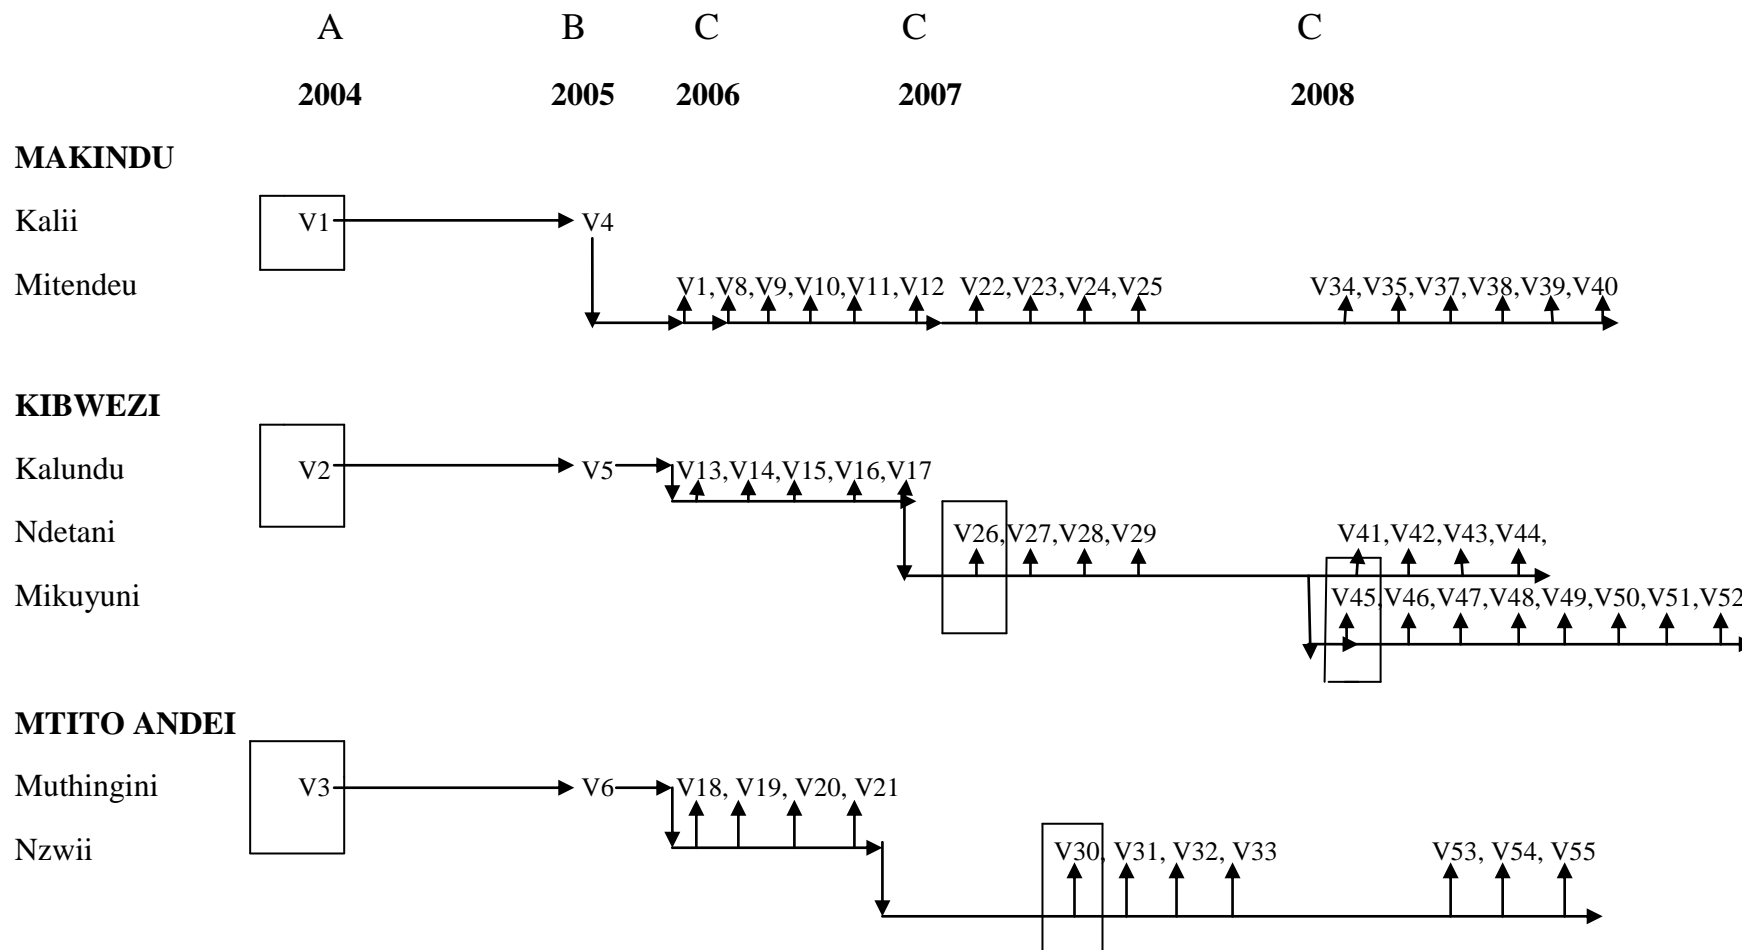 A B C C C
2004 2005 2006 2007 2008
MAKINDU
Kalii V1 V4
Mitendeu V1,V8,V9,V10,V11,V12 V22,V23,V24,V25 V34,V35,V37,V38,V39,V40
KIBWEZI
Kalundu V2 V5 V13,V14,V15,V16,V17
Ndetani V26,V27,V28,V29 V41,V42,V43,V44,
Mikuyuni V45,V46,V47,V48,V49,V50,V51,V52
MTITO ANDEI
Muthingini V3 V6 V18, V19, V20, V21
Nzwii V30, V31, V32, V33 V53, V54, V55